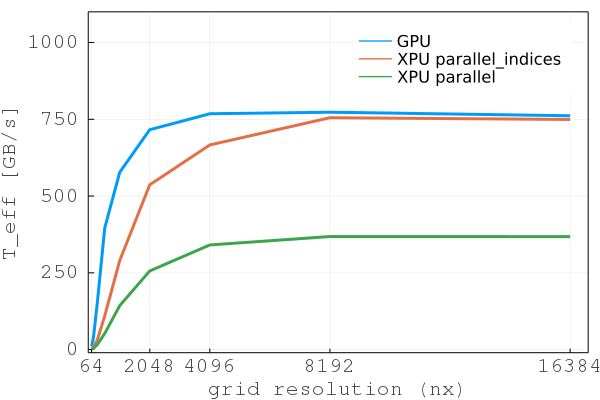 1000
GPU
XPU parallel_indices
XPU parallel
750
T_eff [GB/s]
500
250
0
64 2048 4096 8192 16384
grid resolution (nx)